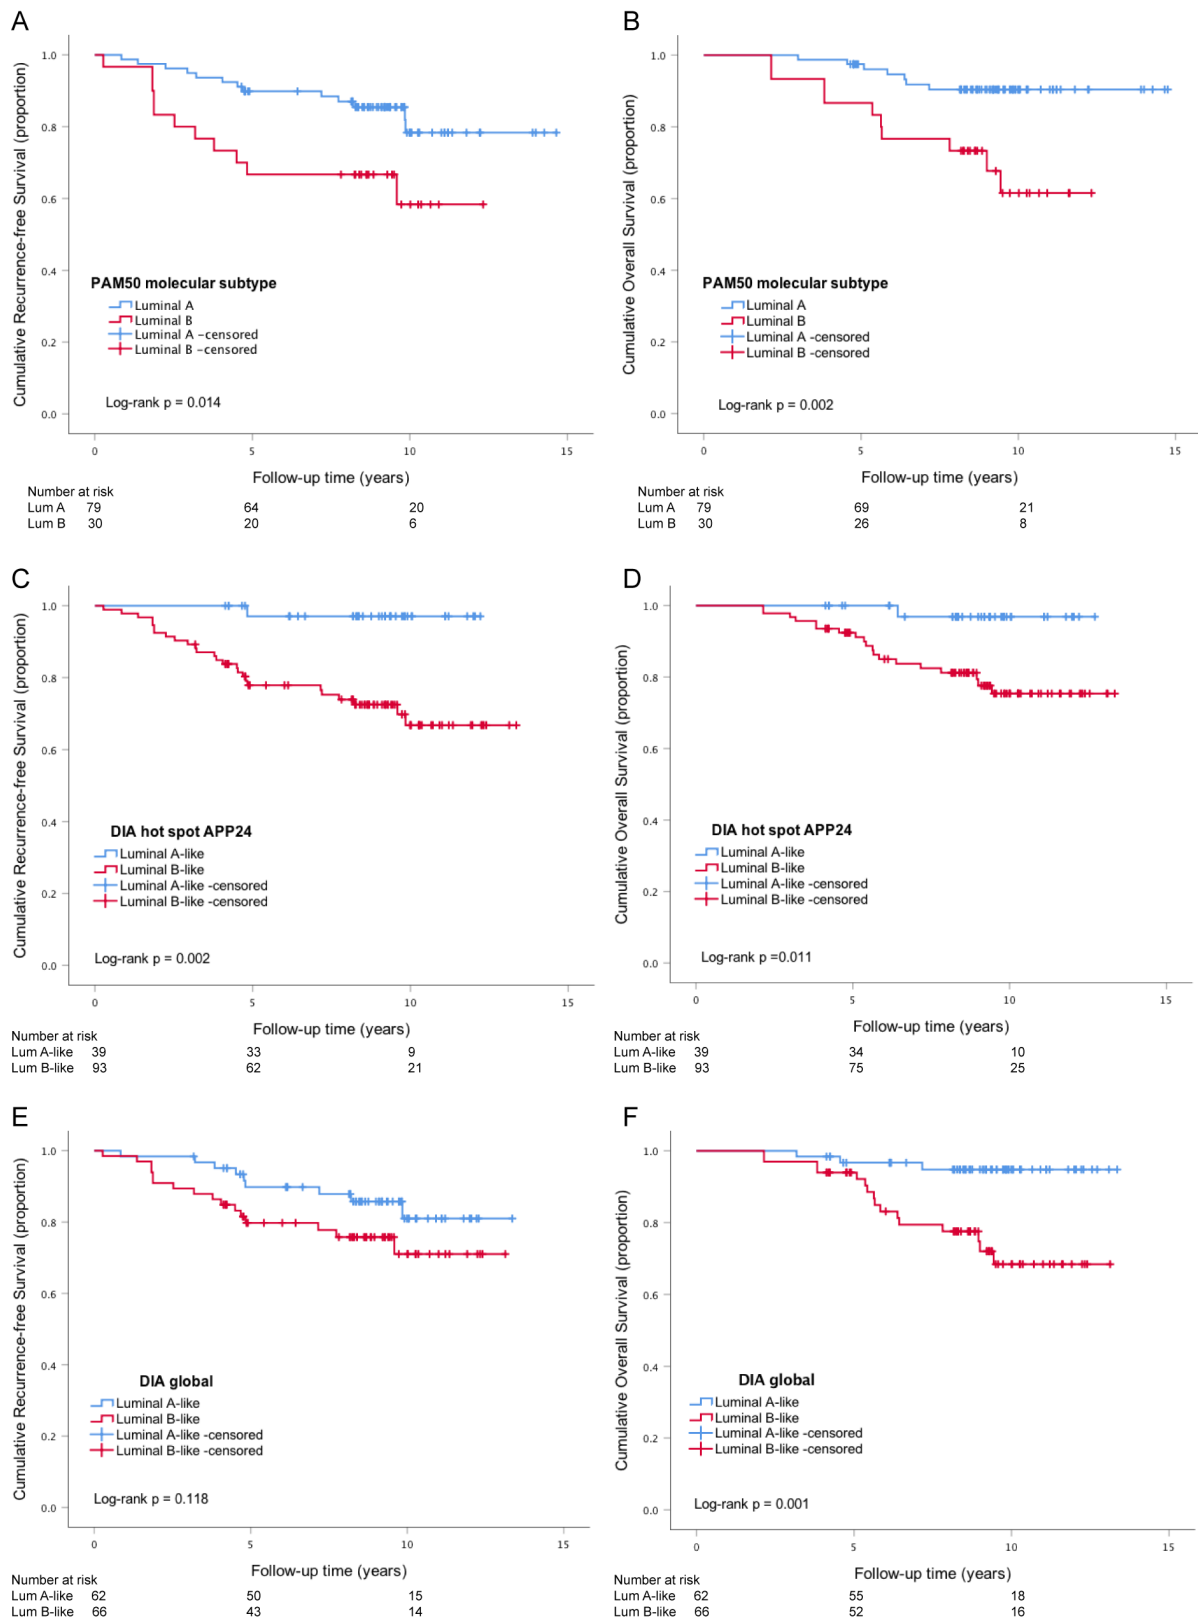 A
Cumulative Recurrence-free Survival (proportion)
1.0
0.8
0.6
0.4
0.2
0.0
PAM50 molecular subtype
Luminal A
Luminal B
Luminal A -censored
Luminal B -censored
Log-rank p = 0.014
0 5 10 15
Follow-up time (years)
Number at risk
Lum A 79 64 20
Lum B 30 20 6
B
Cumulative Overall Survival (proportion)
1.0
0.8
0.6
0.4
0.2
0.0
PAM50 molecular subtype
Luminal A
Luminal B
Luminal A -censored
Luminal B -censored
Log-rank p = 0.002
0 5 10 15
Follow-up time (years)
Number at risk
Lum A 79 69 21
Lum B 30 26 8
C
Cumulative Recurrence-free Survival (proportion)
1.0
0.8
0.6
0.4
0.2
0.0
DIA hot spot APP24
Luminal A-like
Luminal B-like
Luminal A-like -censored
Luminal B-like -censored
Log-rank p = 0.002
0 5 10 15
Follow-up time (years)
Number at risk
Lum A-like 39 33 9
Lum B-like 93 62 21
D
Cumulative Overall Survival (proportion)
1.0
0.8
0.6
0.4
0.2
0.0
DIA hot spot APP24
Luminal A-like
Luminal B-like
Luminal A-like -censored
Luminal B-like -censored
Log-rank p =0.011
0 5 10 15
Follow-up time (years)
Number at risk
Lum A-like 39 34 10
Lum B-like 93 75 25
E
Cumulative Recurrence-free Survival (proportion)
1.0
0.8
0.6
0.4
0.2
0.0
DIA global
Luminal A-like
Luminal B-like
Luminal A-like -censored
Luminal B-like -censored
Log-rank p = 0.118
0 5 10 15
Follow-up time (years)
Number at risk
Lum A-like 62 50 15
Lum B-like 66 43 14
F
Cumulative Overall Survival (proportion)
1.0
0.8
0.6
0.4
0.2
0.0
DIA global
Luminal A-like
Luminal B-like
Luminal A-like -censored
Luminal B-like -censored
Log-rank p = 0.001
0 5 10 15
Follow-up time (years)
Number at risk
Lum A-like 62 55 18
Lum B-like 66 52 16